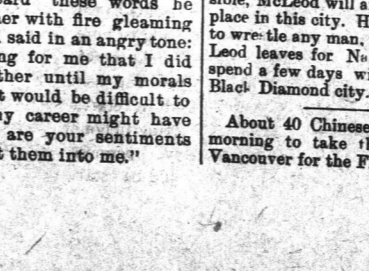 these words he
her with fire gleaming
said in an angry tone:
ng for me that I did
ther until my morals
t would be difficult to
my career might have
are your sentiments
t them into me."
sible, McLeod will a
place in this city. H
to wrestle any man.
Leod leaves for
spend a few days wi
Black Diamond city.
About 40 Chinese
morning to take
Vancouver for the